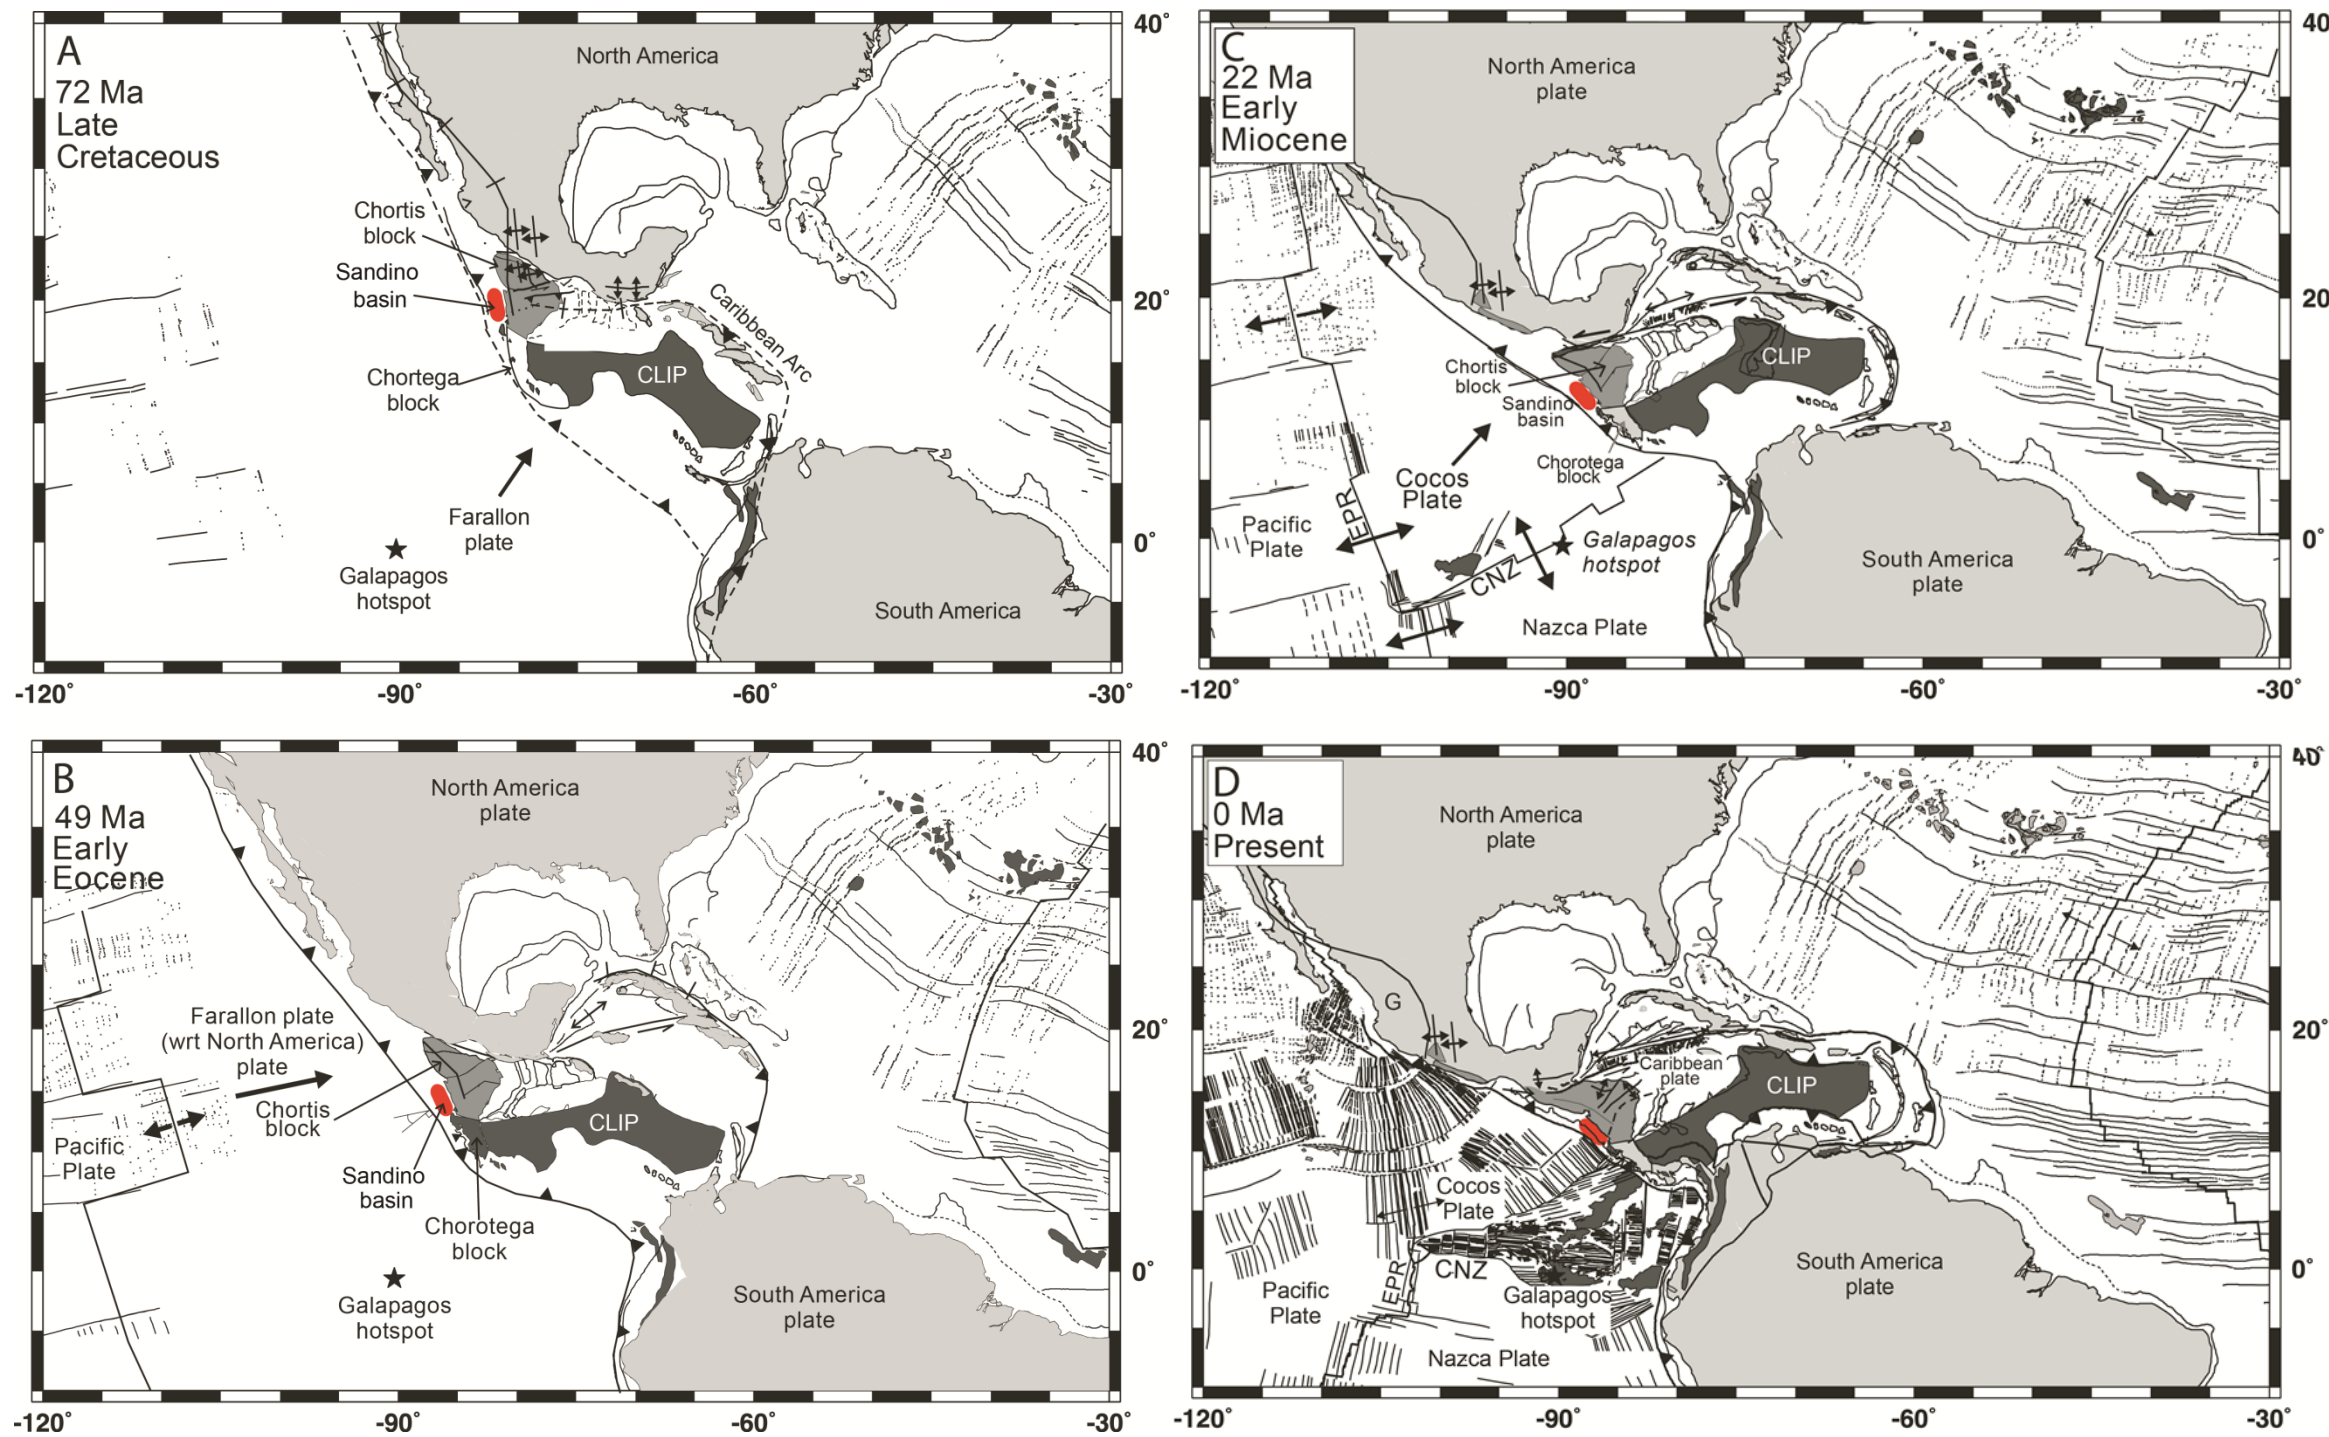 A
72 Ma
Late
Cretaceous
North America
Chortis
block
Sandino
basin
Chortega
block
CLIP
Caribbean Arc
Farallon
plate
Galapagos
hotspot
South America
40°
20°
0°
-120°
-90°
-60°
-30°
C
22 Ma
Early
Miocene
North America
plate
CLIP
Chortis
block
Sandino
basin
Chorotega
block
Cocos
Plate
EPR
Pacific
Plate
CNZ
Galapagos
hotspot
Nazca Plate
South America
plate
40
20
0°
-120°
-90°
-60°
-30°
B
49 Ma
Early
Eocene
North America
plate
Farallon plate
(wrt North America)
plate
Chortis
block
Pacific
Plate
Sandino
basin
Chorotega
block
CLIP
Galapagos
hotspot
South America
plate
40°
20°
0°
-120°
-90°
-60°
-30°
D
0 Ma
Present
North America
plate
G
Caribbean
plate
CLIP
Cocos
Plate
CNZ
EPR
Pacific
Plate
Galapagos
hotspot
Nazca Plate
South America
plate
40°
20°
0°
-120°
-90°
-60°
-30°